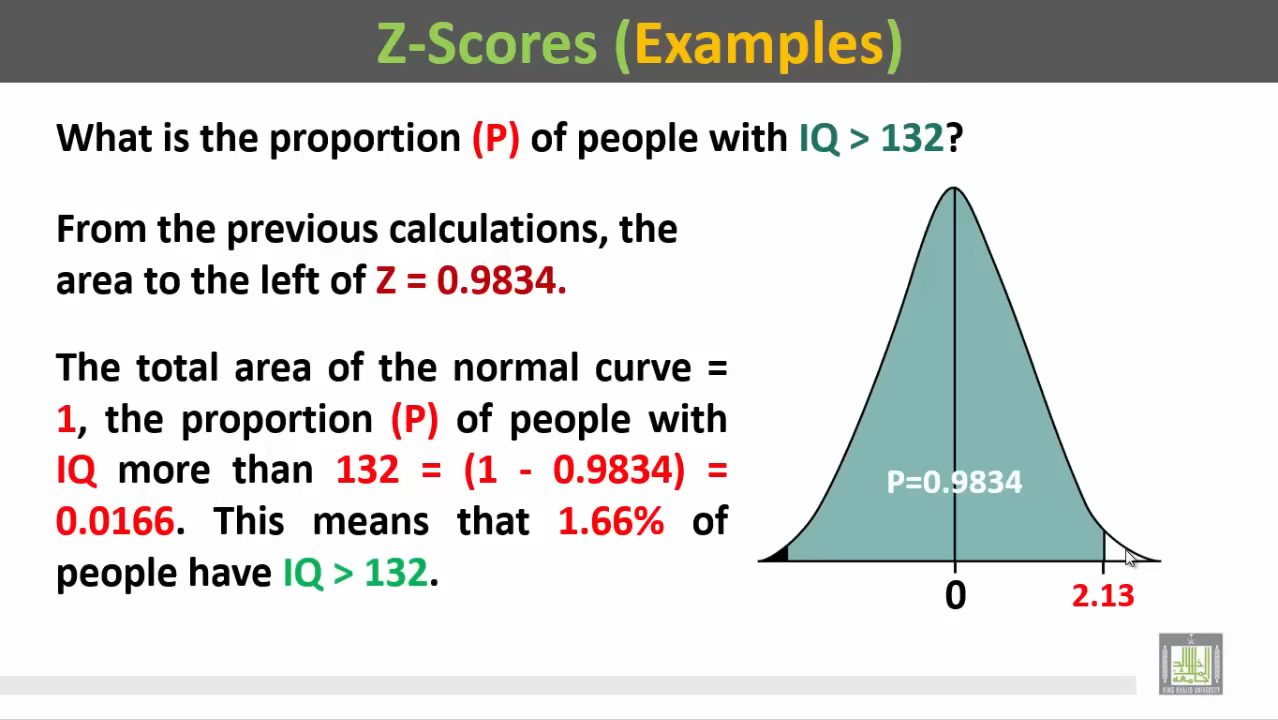 Z-Scores (Examples)
What is the proportion (P) of people with IQ > 132?
From the previous calculations, the
area to the left of Z = 0.9834.
The total area of the normal curve =
1, the proportion (P) of people with
IQ more than 132 = (1 - 0.9834) =
0.0166. This means that 1.66% of
people have IQ > 132.
P=0.9834
0
2.13
KING KHALID UNIVERSITY